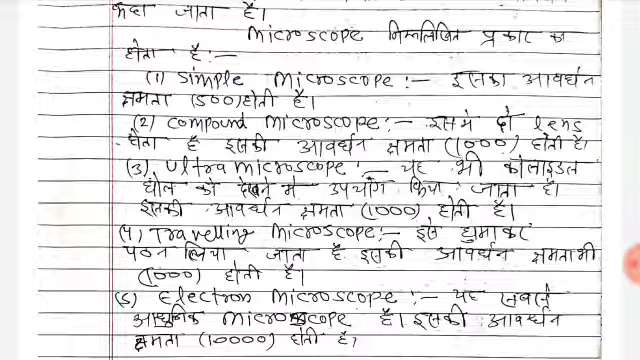 कहा जाता है।
Microscope निम्नलिखित प्रकार का
होता है :-
(1) Simple Microscope :- इसका आवर्धन
क्षमता (500) होती है।
(2) Compound Microscope :- इसमे दो lens
होता है इसकी आवर्धन क्षमता (1000) होती है।
(3) Ultra microscope :- यह भी कोलाइडल
घोल को देखने मे उपयोग किया जाता है।
इसकी आवर्धन क्षमता (1000) होती है।
(4) Travelling Microscope :- इसे घुमाकर
पठन लिया जाता है इसकी आवर्धन क्षमता भी
(1000) होती है।
(5) Electron Microscope :- यह सबसे
आधुनिक Microscope है। इसकी आवर्धन
क्षमता (10000) होती है,